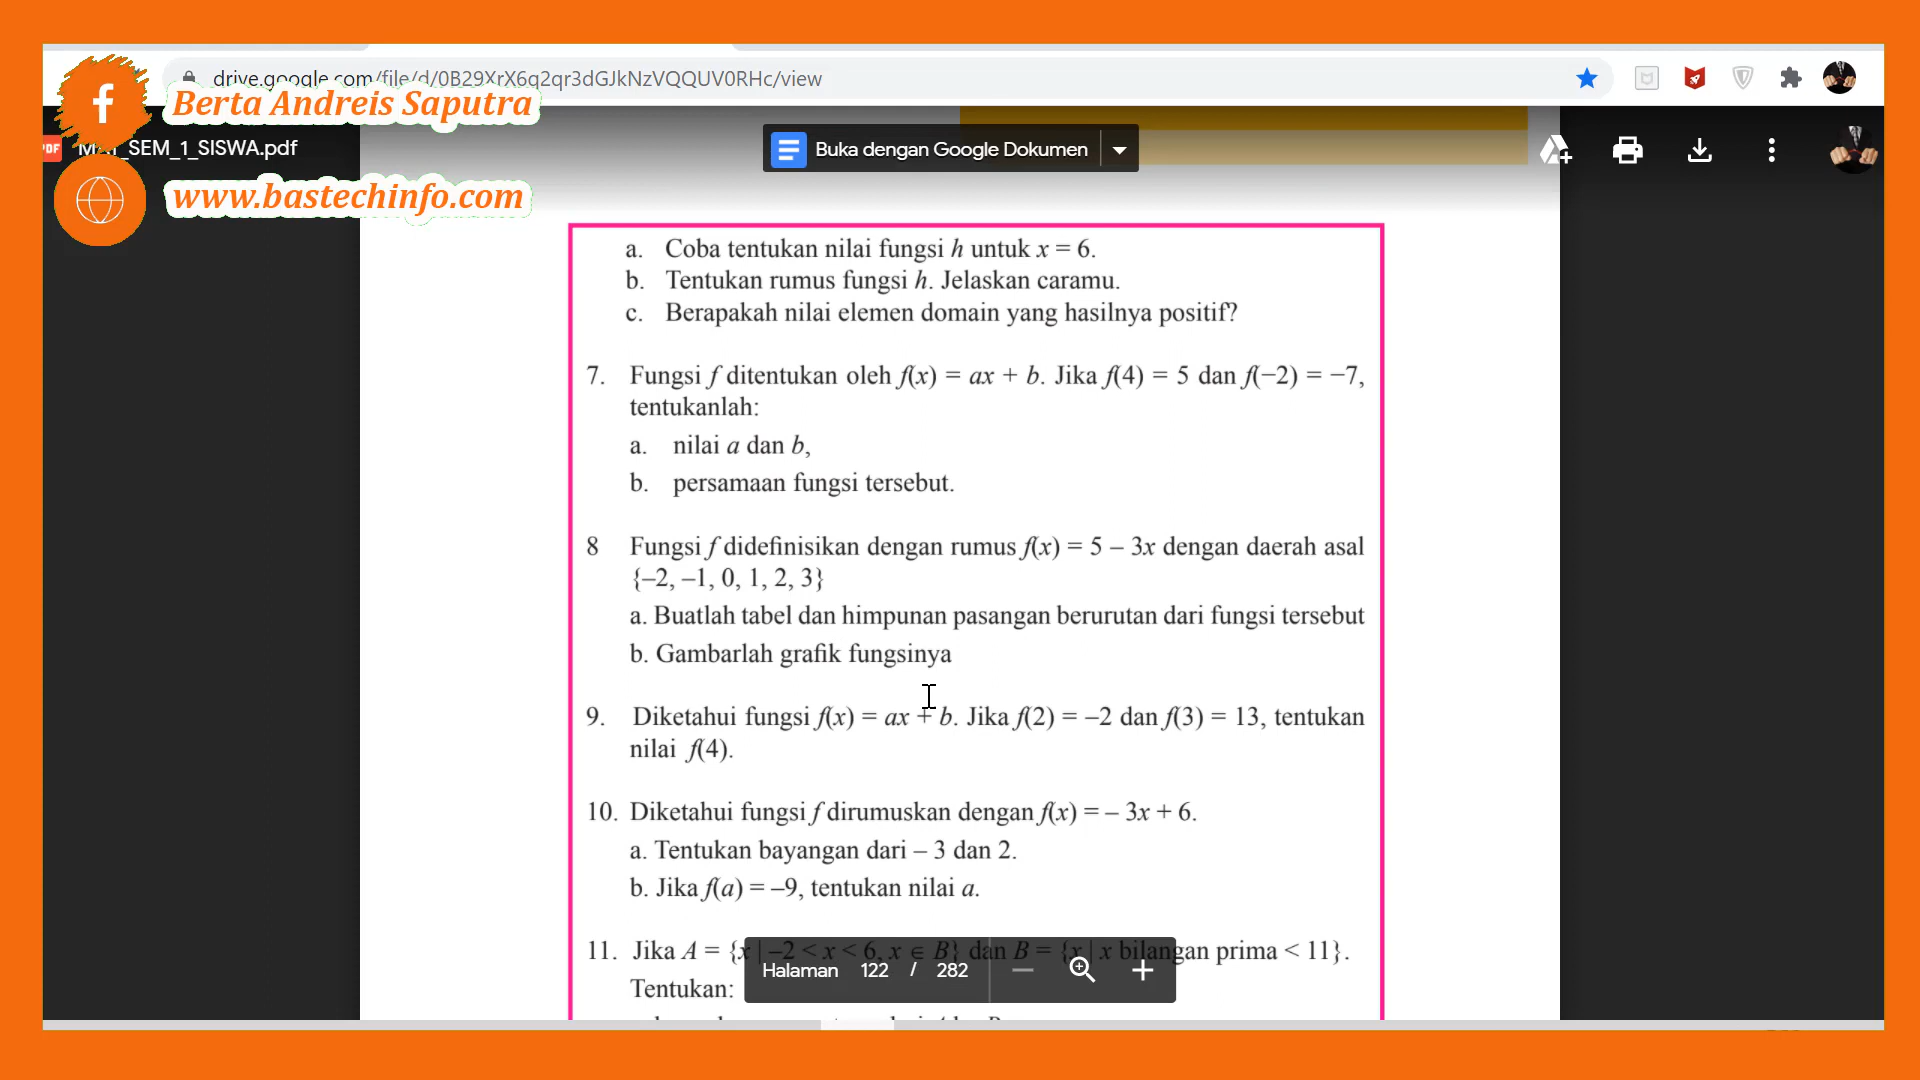 drive.google.com/file/d/0B29XrX6q2qr3dGJkNzVQQUV0RHc/view
Berta Andreis Saputra
SEM_1_SISWA.pdf
Buka dengan Google Dokumen
www.bastechinfo.com
a. Coba tentukan nilai fungsi h untuk x = 6.
b. Tentukan rumus fungsi h. Jelaskan caramu.
c. Berapakah nilai elemen domain yang hasilnya positif?
7. Fungsi f ditentukan oleh f(x) = ax + b. Jika f(4) = 5 dan f(−2) = −7,
tentukanlah:
a. nilai a dan b,
b. persamaan fungsi tersebut.
8 Fungsi f didefinisikan dengan rumus f(x) = 5 – 3x dengan daerah asal
{–2, –1, 0, 1, 2, 3}
a. Buatlah tabel dan himpunan pasangan berurutan dari fungsi tersebut
b. Gambarlah grafik fungsinya
9. Diketahui fungsi f(x) = ax + b. Jika f(2) = –2 dan f(3) = 13, tentukan
nilai f(4).
10. Diketahui fungsi f dirumuskan dengan f(x) = – 3x + 6.
a. Tentukan bayangan dari – 3 dan 2.
b. Jika f(a) = –9, tentukan nilai a.
11. Jika A = {x | –2 < x < 6, x ∈ B} dan B = {x | x bilangan prima < 11}.
Tentukan:
Halaman 122 / 282